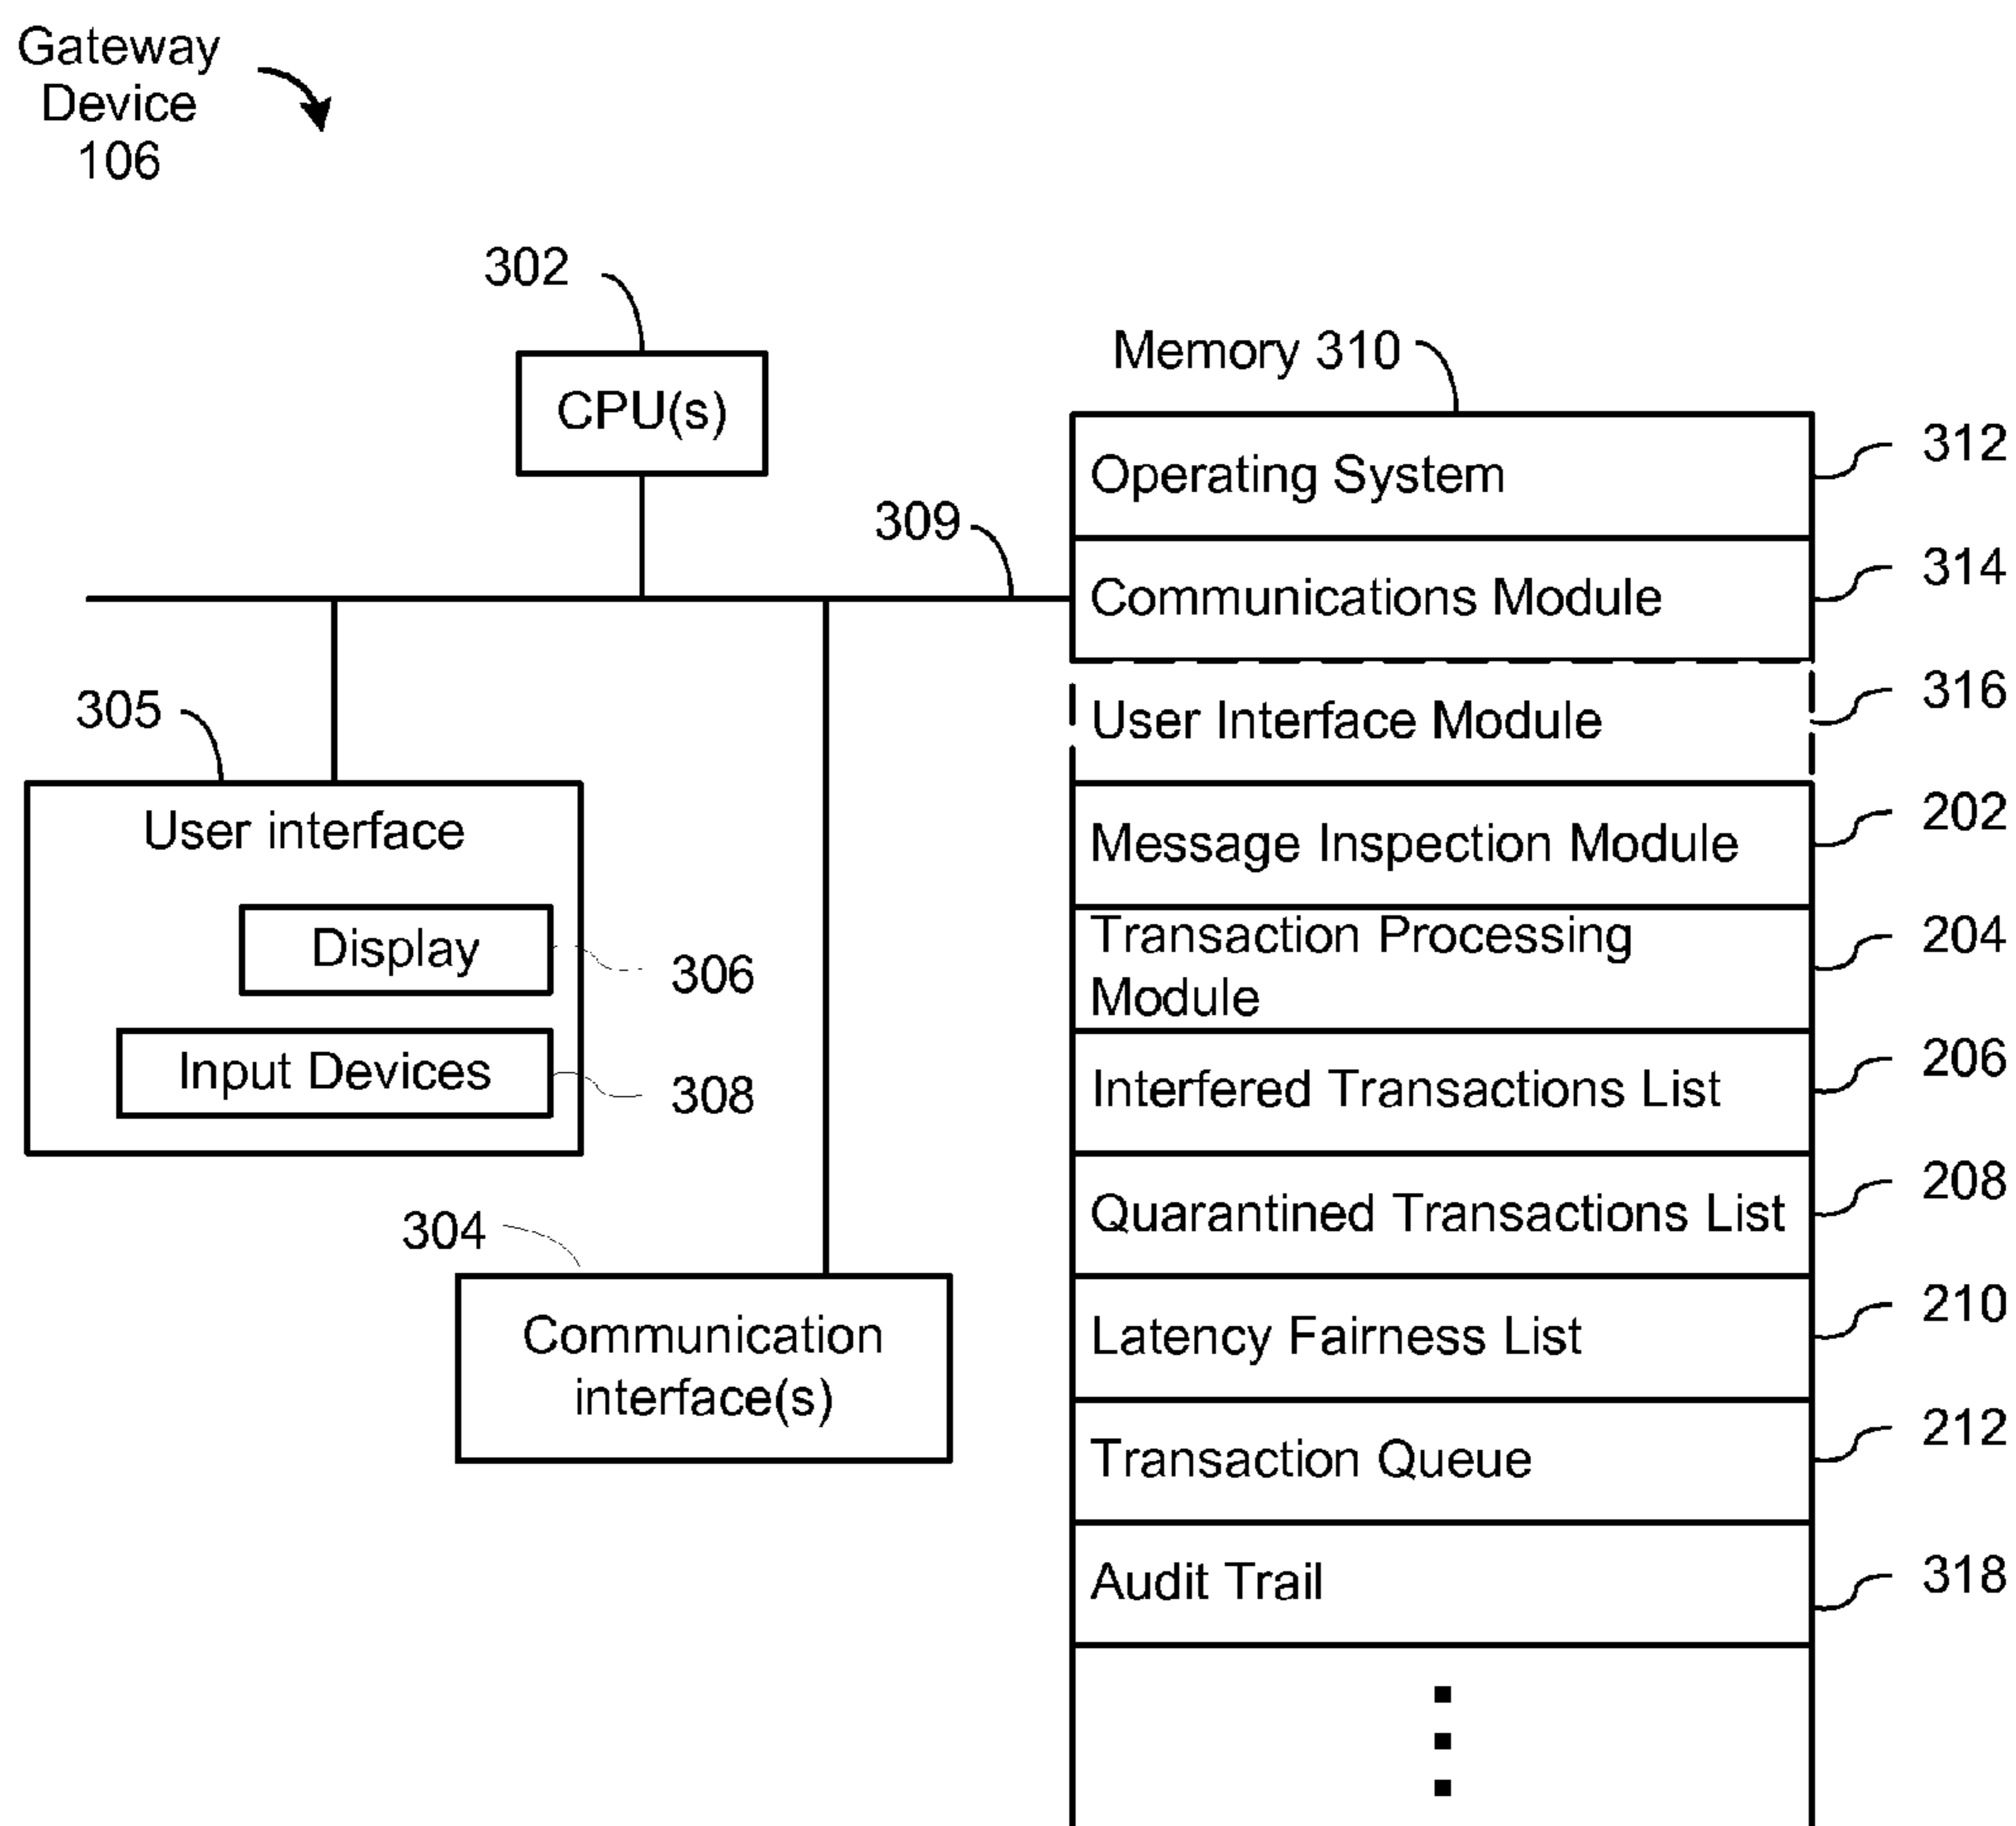 Gateway
Device
106
302
CPU(s)
309
305
User interface
Display
306
Input Devices
308
304
Communication
interface(s)
Memory 310
Operating System
312
Communications Module
314
User Interface Module
316
Message Inspection Module
202
Transaction Processing
Module
204
Interfered Transactions List
206
Quarantined Transactions List
208
Latency Fairness List
210
Transaction Queue
212
Audit Trail
318